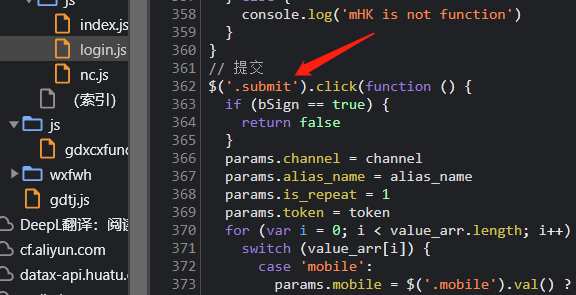 js
index.js
login.js
nc.js
(索引)
js
gdxcxfunc
wxfwh
gdtj.js
DeepL翻译：阅读
cf.aliyun.com
datax-api.huatu.c
358 console.log('mHK is not function')
359 }
360 }
361 // 提交
362 $('.submit').click(function () {
363 if (bSign == true) {
364 return false
365 }
366 params.channel = channel
367 params.alias_name = alias_name
368 params.is_repeat = 1
369 params.token = token
370 for (var i = 0; i < value_arr.length; i++)
371 switch (value_arr[i]) {
372 case 'mobile':
373 params.mobile = $('.mobile').val() ?